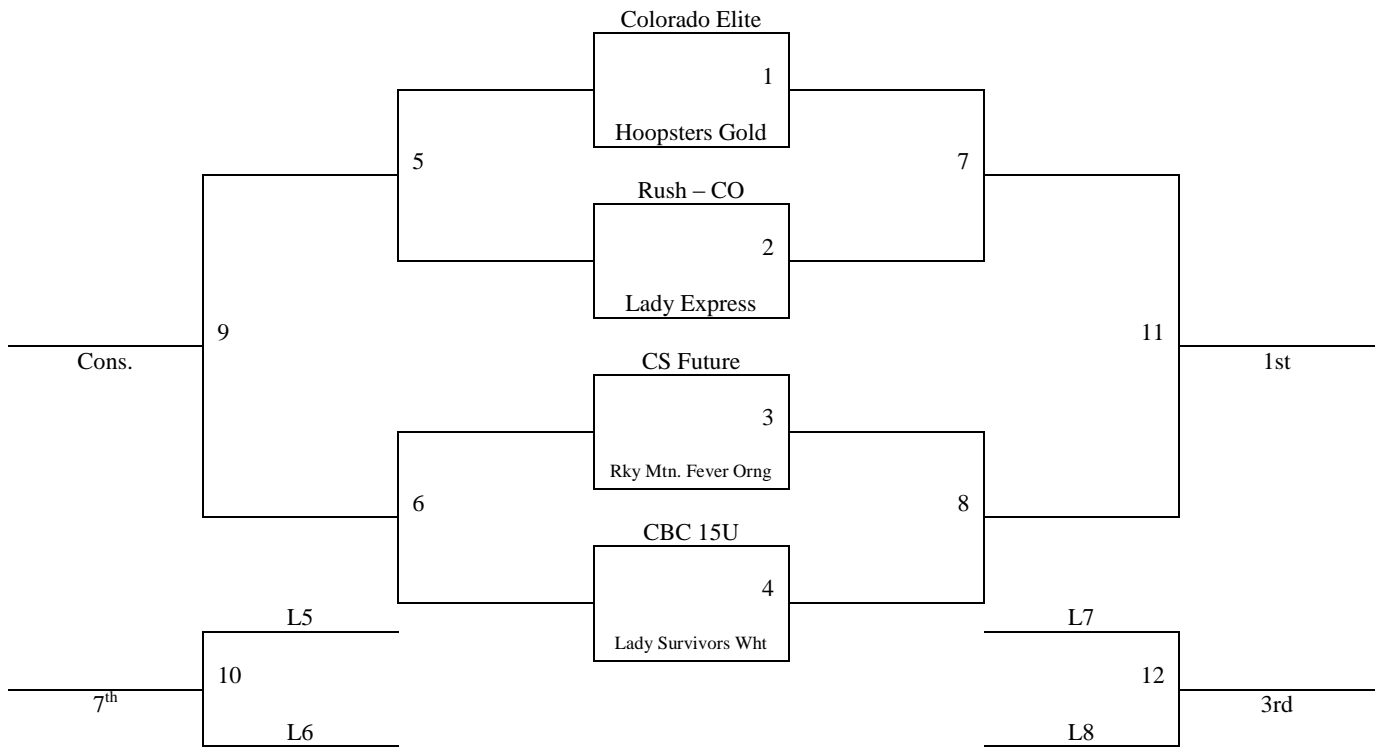 Colorado Elite
1
Hoopsters Gold
5
7
Rush – CO
2
Lady Express
9
11
Cons.
CS Future
1st
3
Rky Mtn. Fever Orng
6
8
CBC 15U
4
L5
Lady Survivors Wht
L7
10
12
7th
3rd
L6
L8